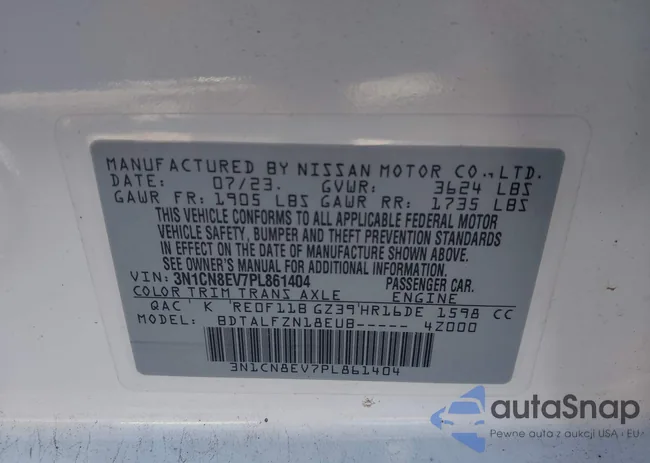 MANUFACTURED BY NISSAN MOTOR CO., LTD.
DATE: 07/23. GVWR: 3624 LBS
GAWR FR: 1905 LBS GAWR RR: 1735 LBS
THIS VEHICLE CONFORMS TO ALL APPLICABLE FEDERAL MOTOR
VEHICLE SAFETY, BUMPER AND THEFT PREVENTION STANDARDS
IN EFFECT ON THE DATE OF MANUFACTURE SHOWN ABOVE.
SEE OWNER'S MANUAL FOR ADDITIONAL INFORMATION.
VIN: 3N1CN8EV7PL861404 PASSENGER CAR.
COLOR TRIM TRANS AXLE ENGINE
QAC K RE0F11B GZ39 HR16DE 1598 CC
MODEL: BDTALFZN18EUB----- 4Z000
3N1CN8EV7PL861404
autaSnap
Pewne auta z aukcji USA i EU